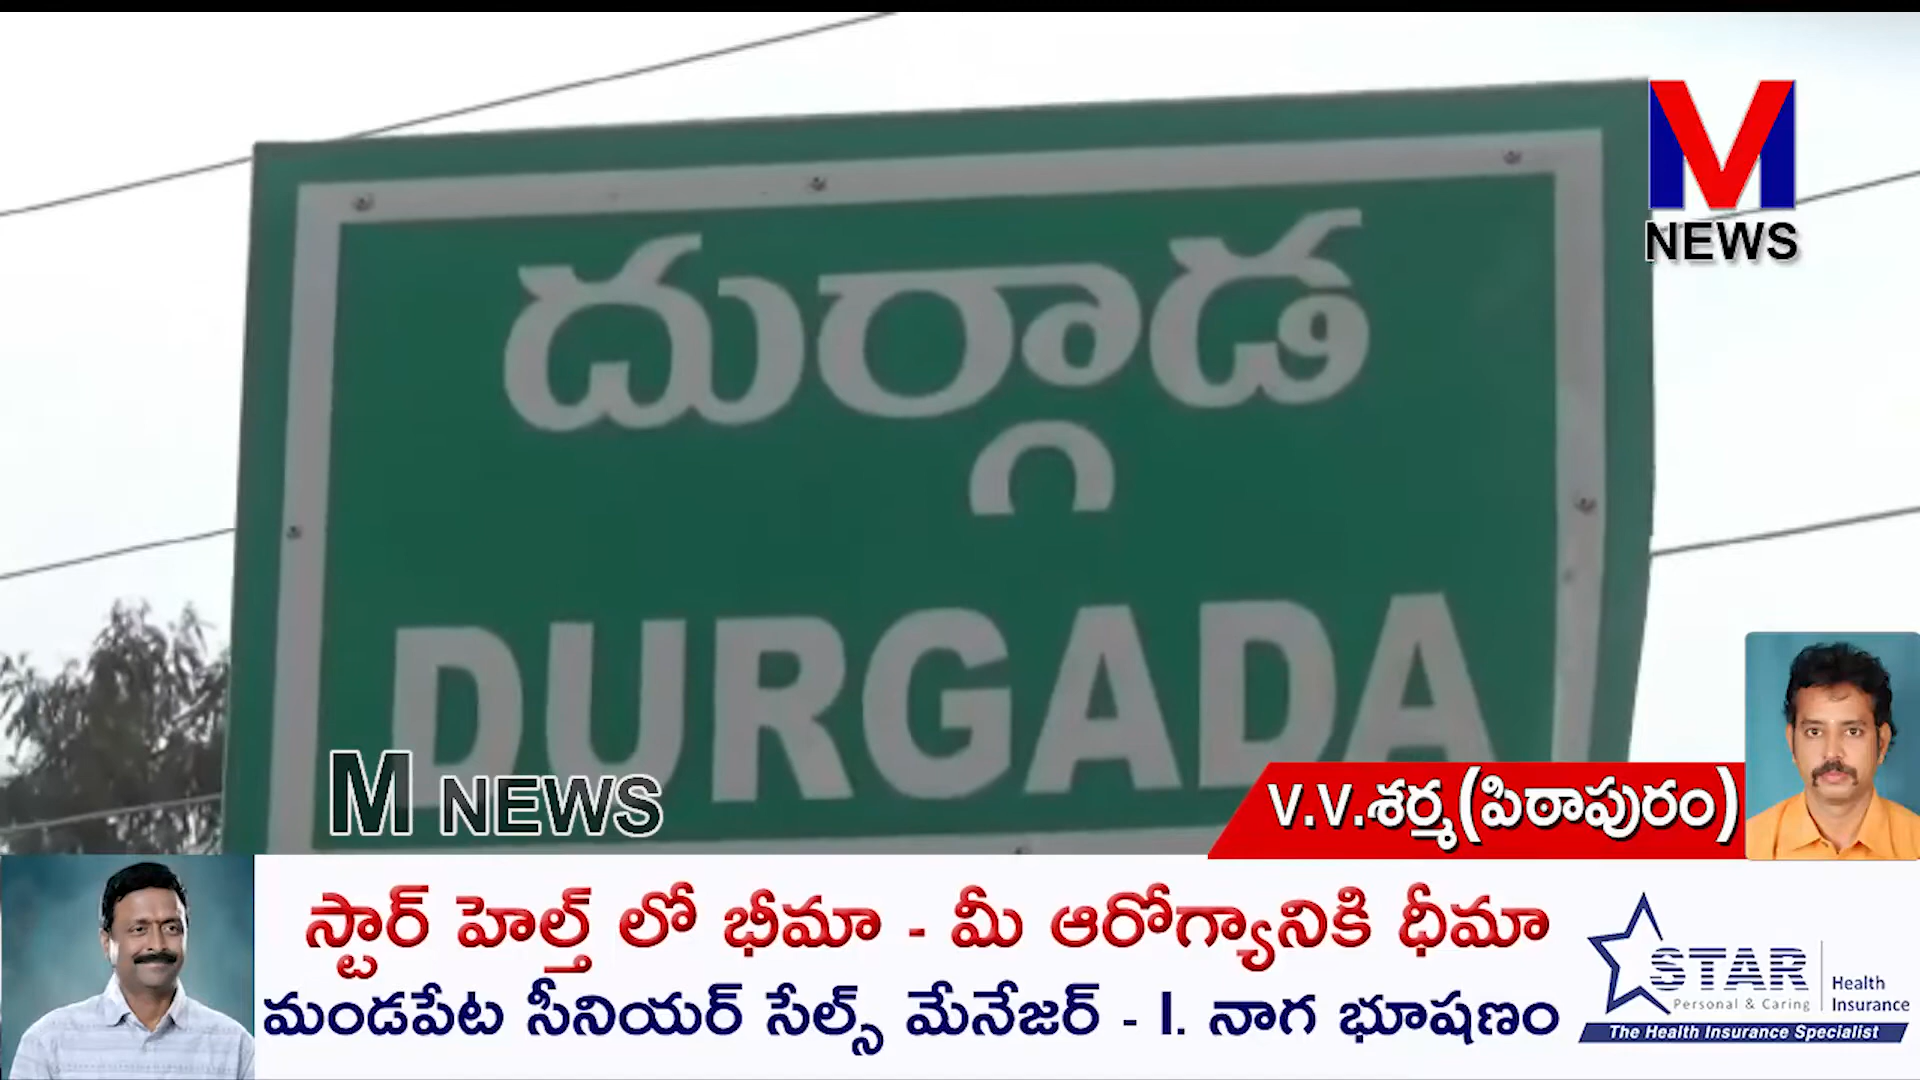 M
NEWS
దుర్గాడ
DURGADA
M NEWS
V.V.శర్మ(పిఠాపురం)
స్టార్ హెల్త్ లో భీమా - మీ ఆరోగ్యానికి ధీమా
మండపేట సీనియర్ సేల్స్ మేనేజర్ - I. నాగ భూషణం
STAR Health
Personal & Caring Insurance
The Health Insurance Specialist